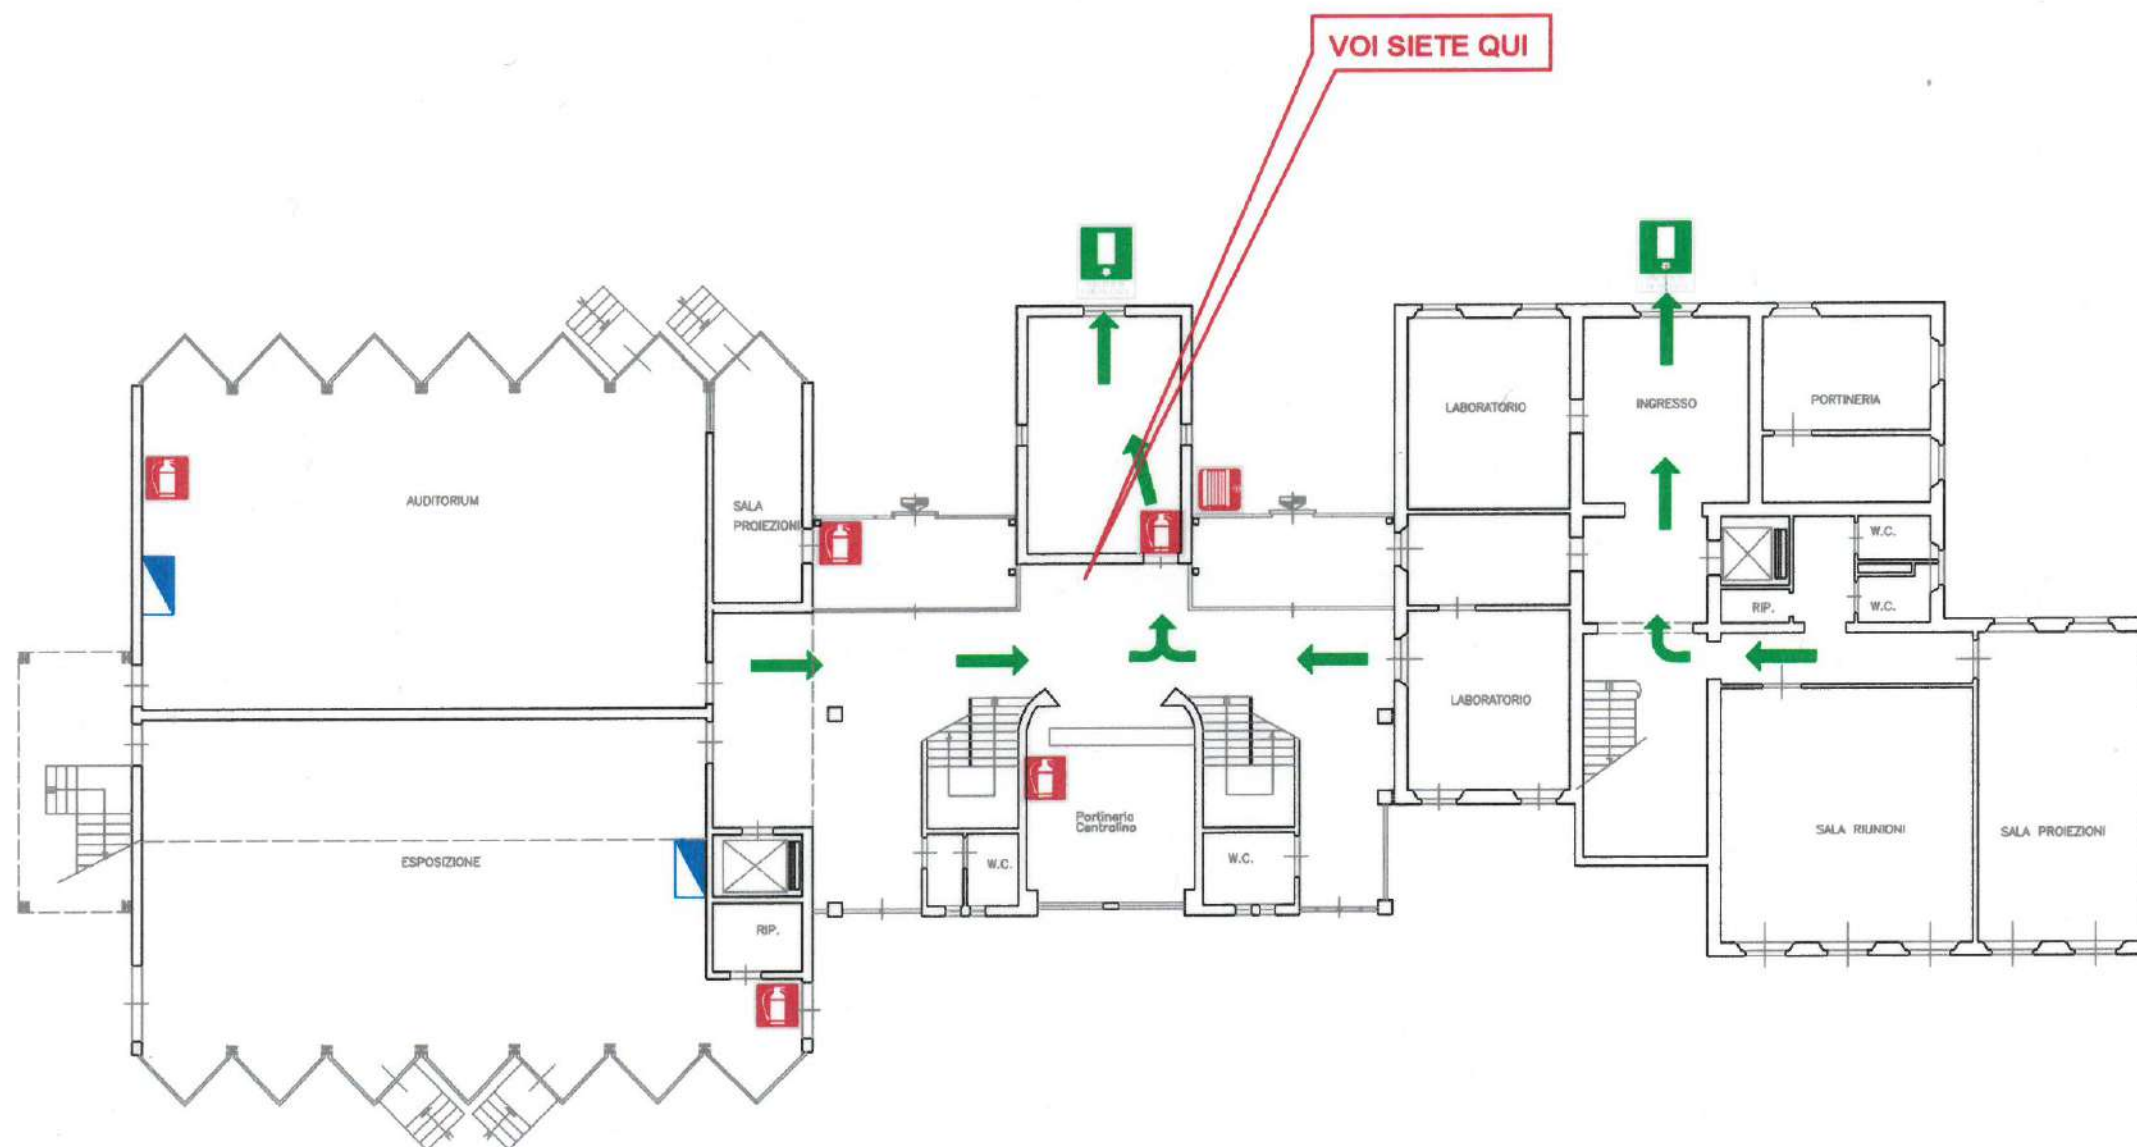 VOI SIETE QUI
LABORATORIO
INGRESSO
PORTINERIA
AUDITORIUM
SALA
PROIEZIONI
W.C.
W.C.
RIP.
LABORATORIO
Portineria
Centralino
SALA RIUNIONI
SALA PROIEZIONI
ESPOSIZIONE
W.C.
W.C.
RIP.